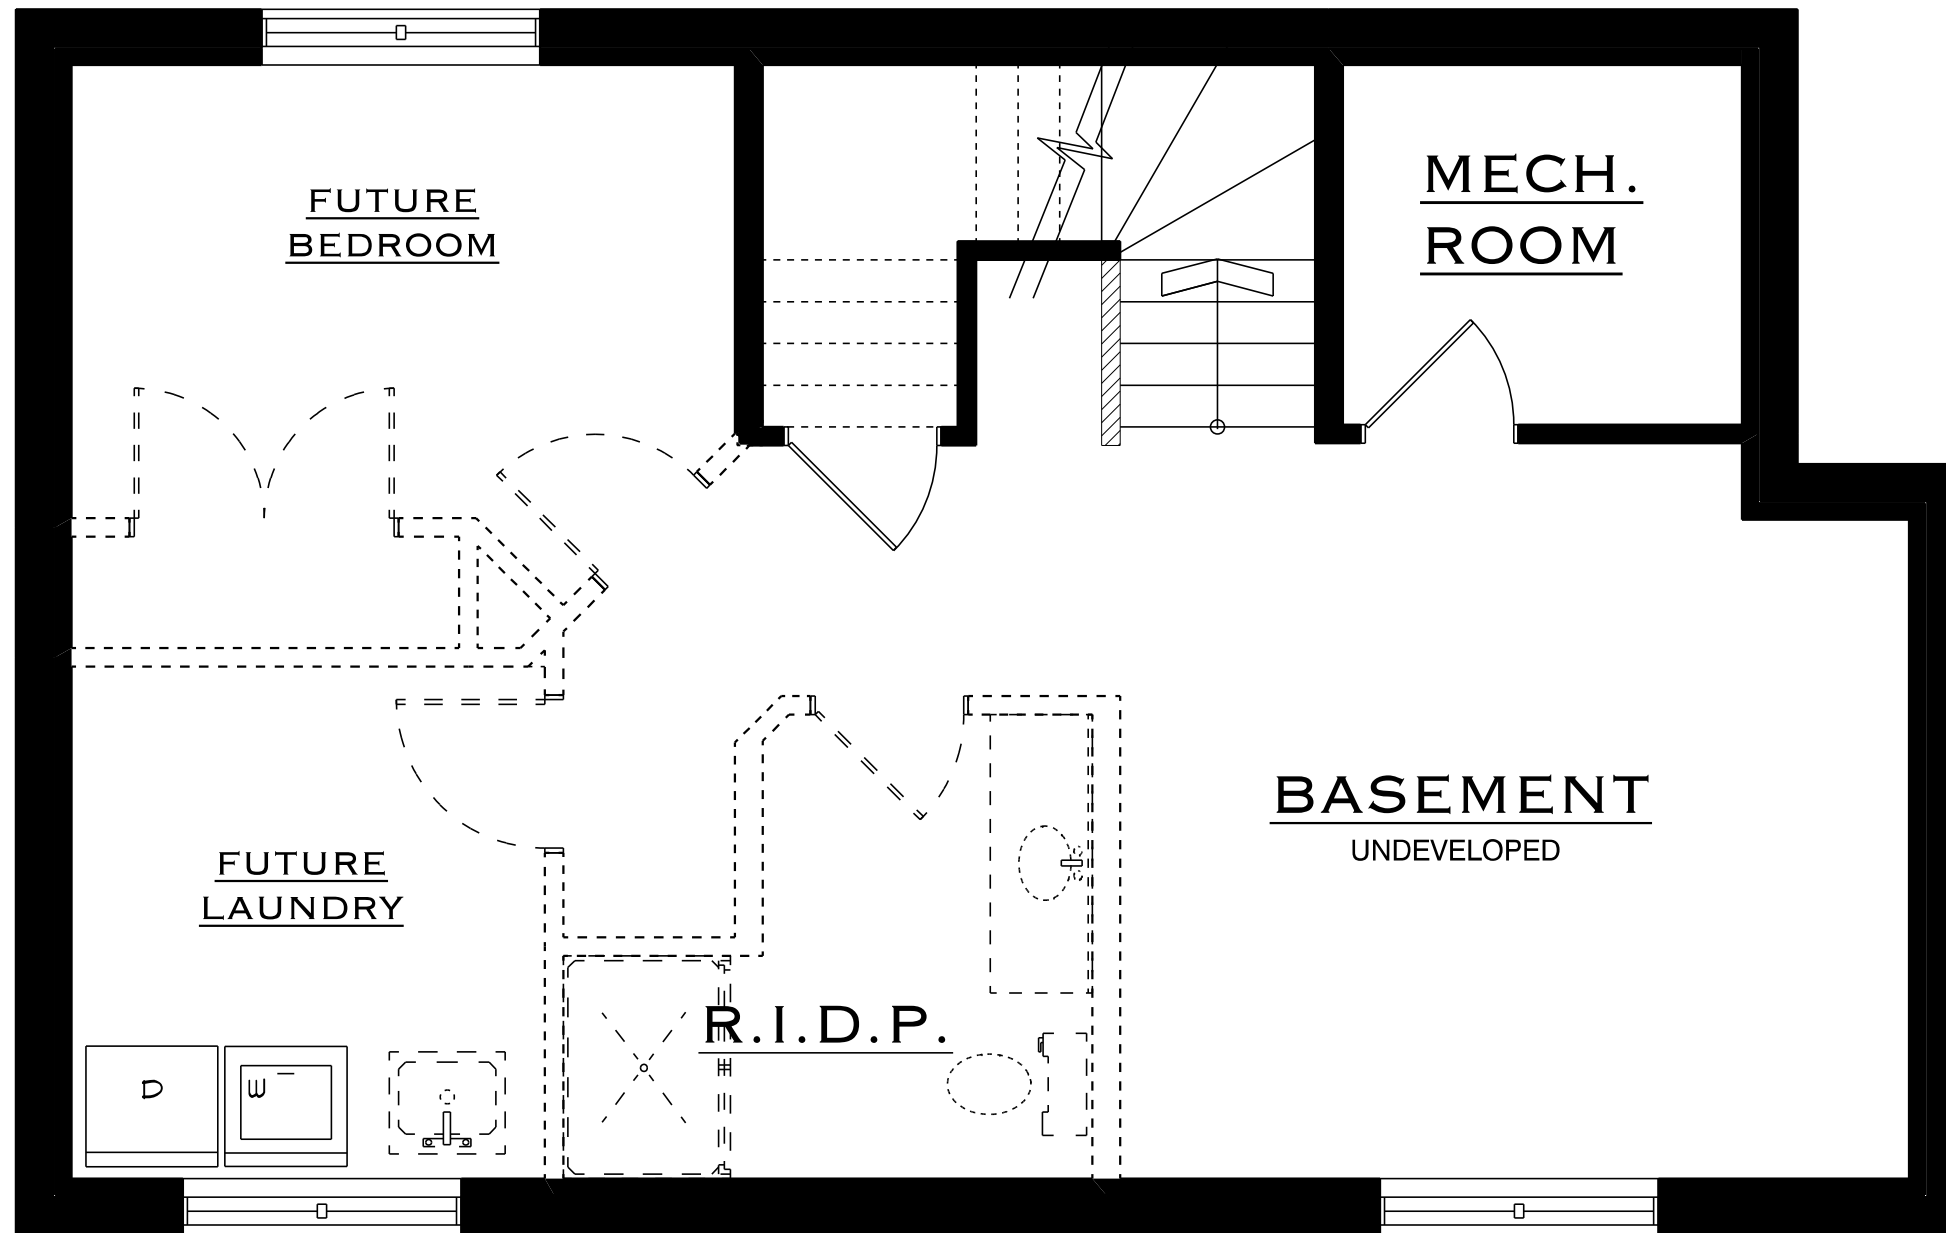 FUTURE
BEDROOM
MECH.
ROOM
BASEMENT
UNDEVELOPED
FUTURE
LAUNDRY
R.I.D.P.
D
W